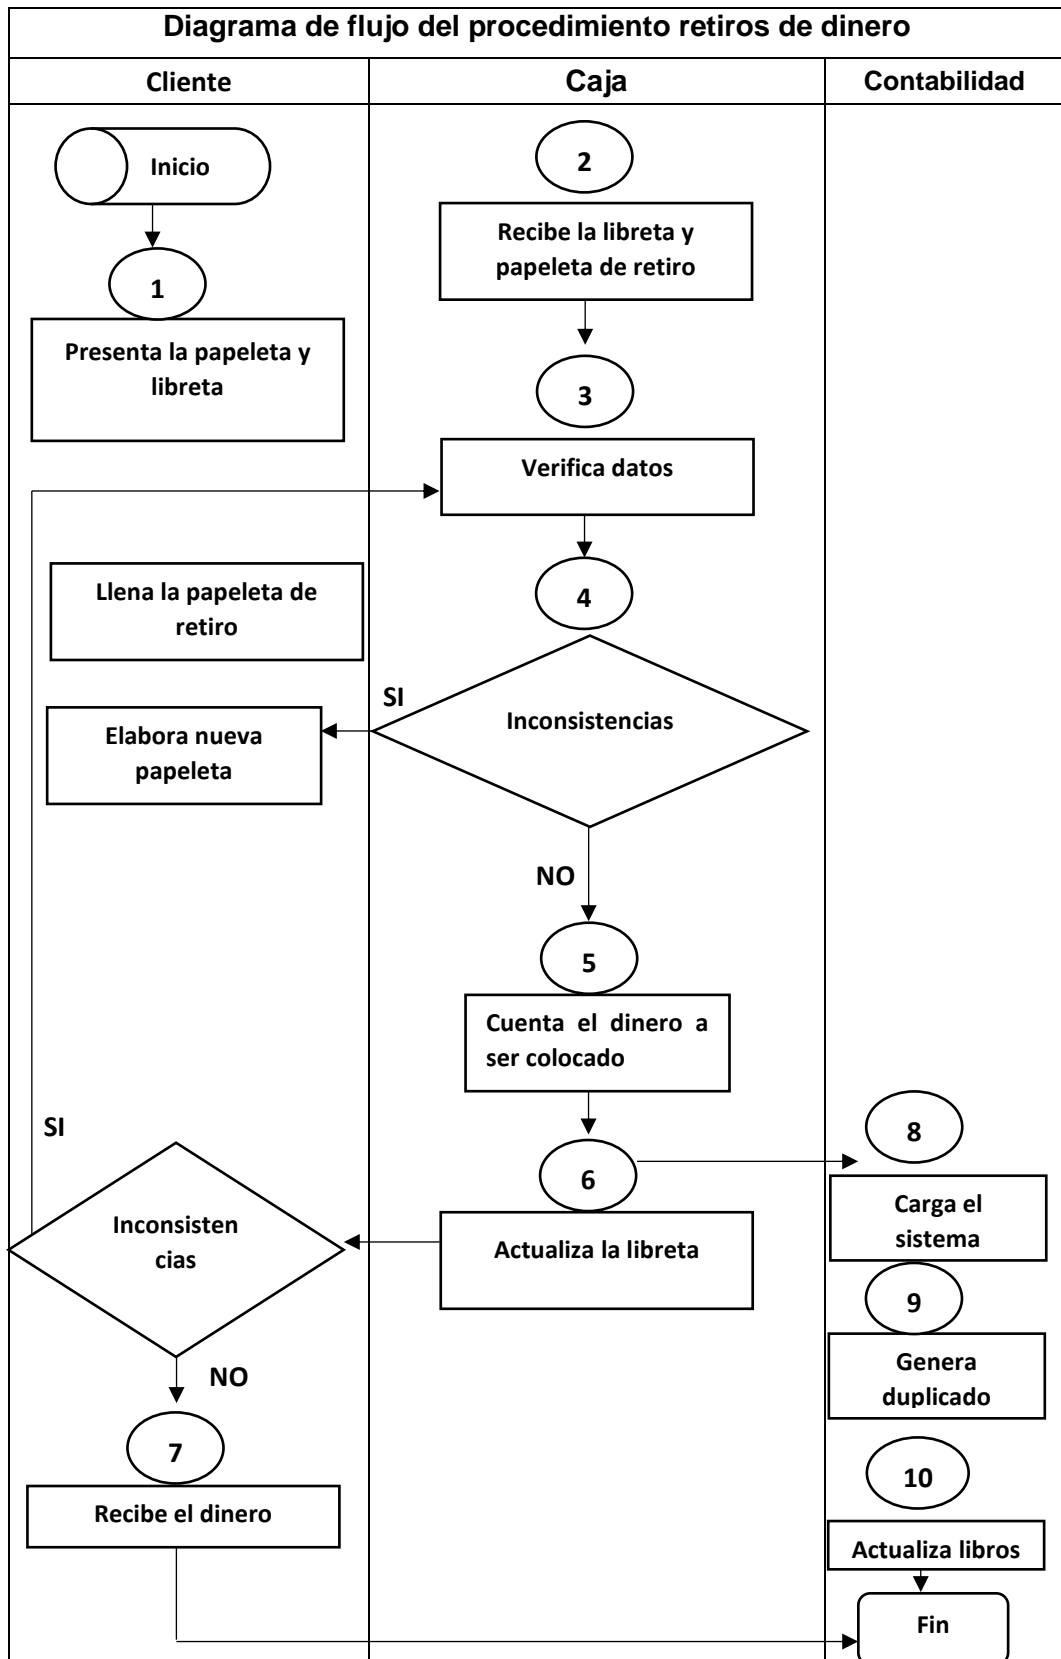 Diagrama de flujo del procedimiento retiros de dinero
Cliente
Caja
Contabilidad
Inicio
1
Presenta la papeleta y
libreta
2
Recibe la libreta y
papeleta de retiro
3
Verifica datos
4
Llena la papeleta de
retiro
SI
Inconsistencias
Elabora nueva
papeleta
NO
5
Cuenta el dinero a
ser colocado
SI
6
8
Inconsisten
cias
Actualiza la libreta
Carga el
sistema
9
Genera
duplicado
NO
7
10
Recibe el dinero
Actualiza libros
Fin